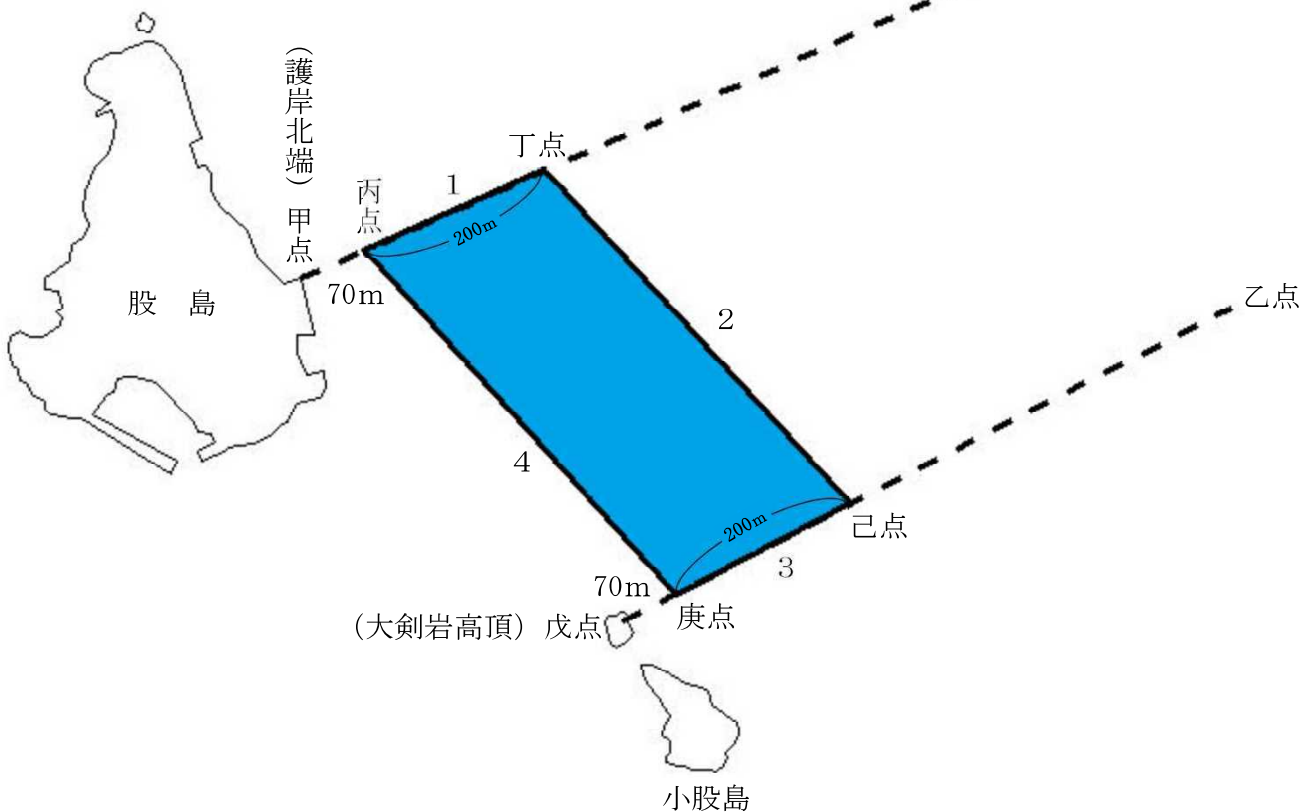 （護岸北端）甲点
丙点
丁点
1
200m
70m
股島
2
乙点
4
200m
己点
3
70m
庚点
（大剣岩高頂）戊点
小股島